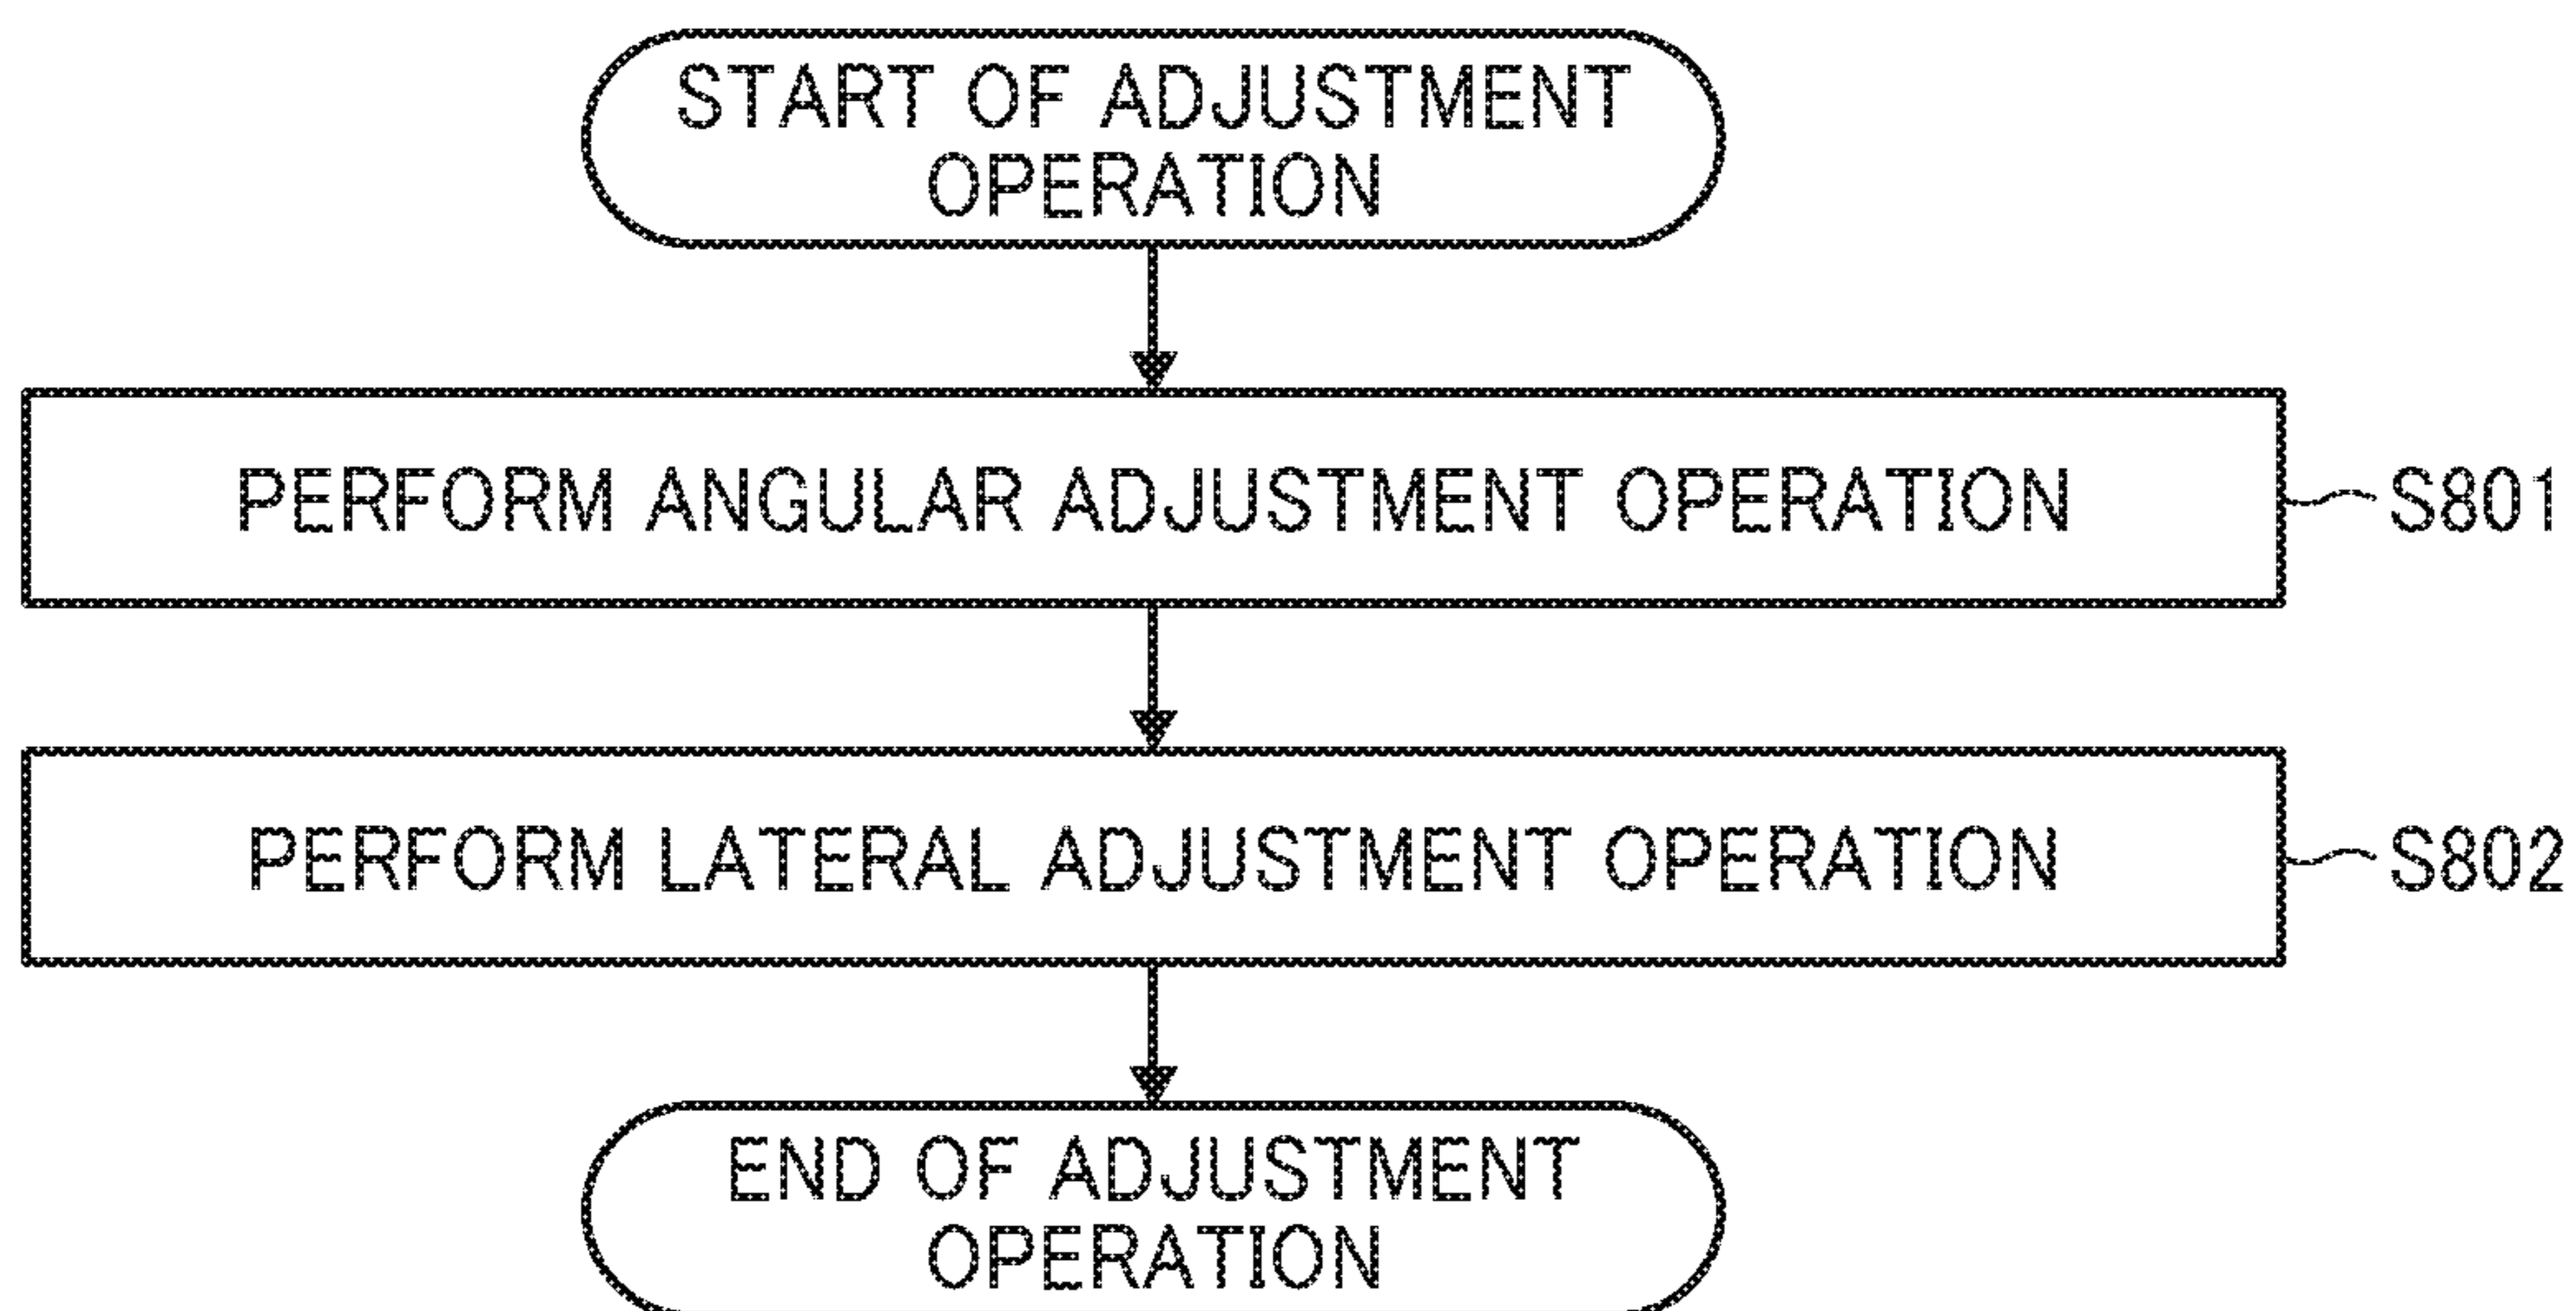 START OF ADJUSTMENT
OPERATION
PERFORM ANGULAR ADJUSTMENT OPERATION
S801
PERFORM LATERAL ADJUSTMENT OPERATION
S802
END OF ADJUSTMENT
OPERATION